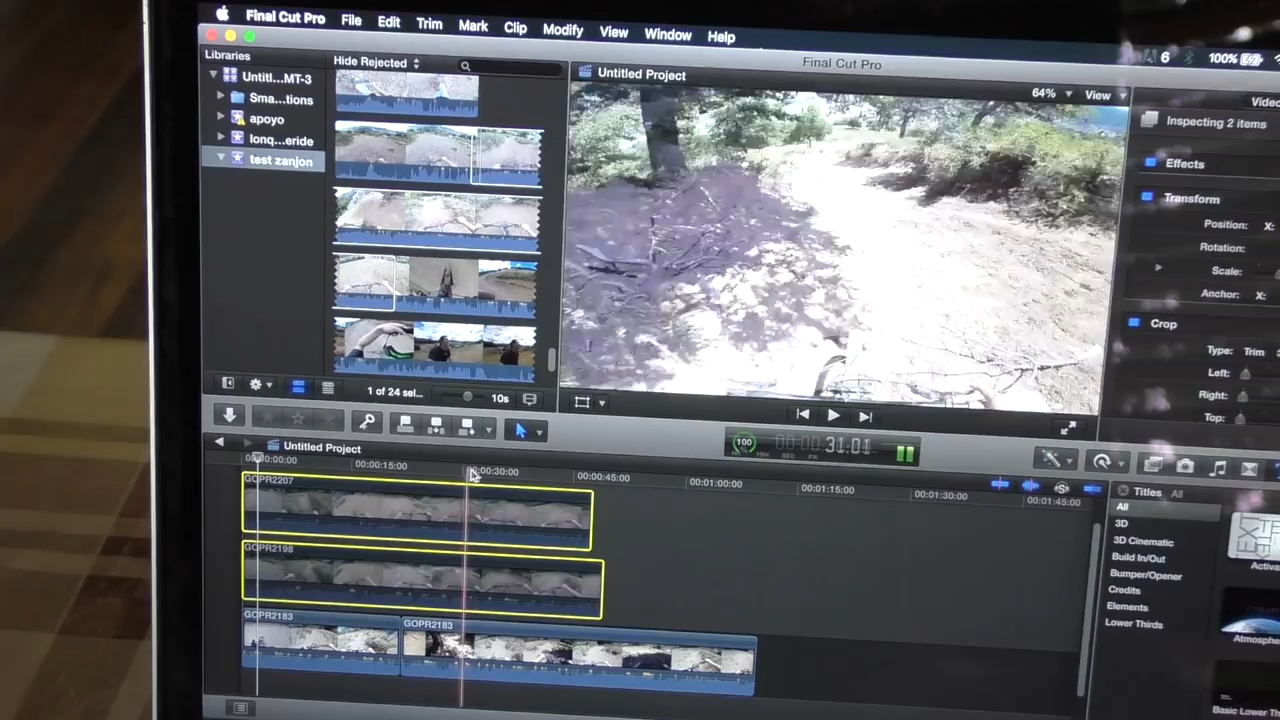 Final Cut Pro File Edit Trim Mark Clip Modify View Window Help 6 100%
Final Cut Pro
Libraries
Hide Rejected
Untitl...MT-3
Sma...tions
apoyo
lonq...eride
test zanjon
1 of 24 sel...
10s
Untitled Project
64% View
Video
Inspecting 2 items
Effects
Transform
Position: X:
Rotation:
Scale:
Anchor: X:
Crop
Type: Trim
Left:
Right:
Top:
100
31:01
Untitled Project
00:00:15:00
00:00:30:00
00:00:45:00
00:01:00:00
00:01:15:00
00:01:30:00
00:01:45:00
GOPR2207
GOPR2198
GOPR2183
GOPR2183
Titles All
All
3D
3D Cinematic
Build In/Out
Bumper/Opener
Credits
Elements
Lower Thirds
Activa
Atmosphe
Basic Lower Th